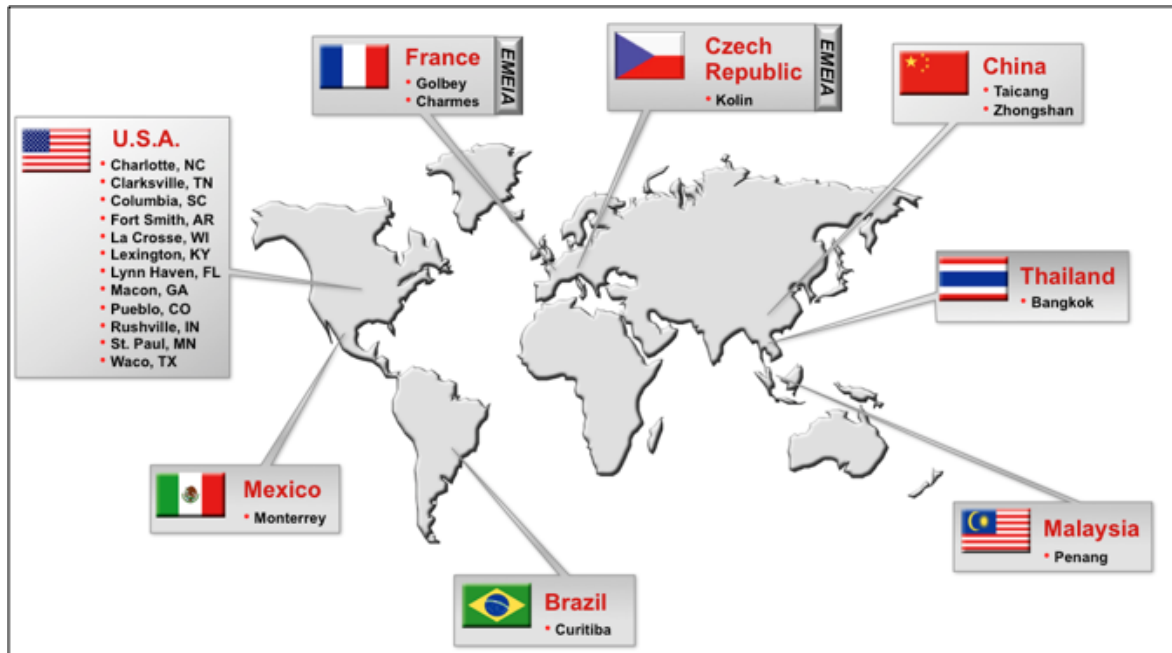 France
• Golbey
• Charmes
EMEIA
Czech
Republic
• Kolin
EMEIA
China
• Taicang
• Zhongshan
U.S.A.
• Charlotte, NC
• Clarksville, TN
• Columbia, SC
• Fort Smith, AR
• La Crosse, WI
• Lexington, KY
• Lynn Haven, FL
• Macon, GA
• Pueblo, CO
• Rushville, IN
• St. Paul, MN
• Waco, TX
Thailand
• Bangkok
Mexico
• Monterrey
Malaysia
• Penang
Brazil
• Curitiba